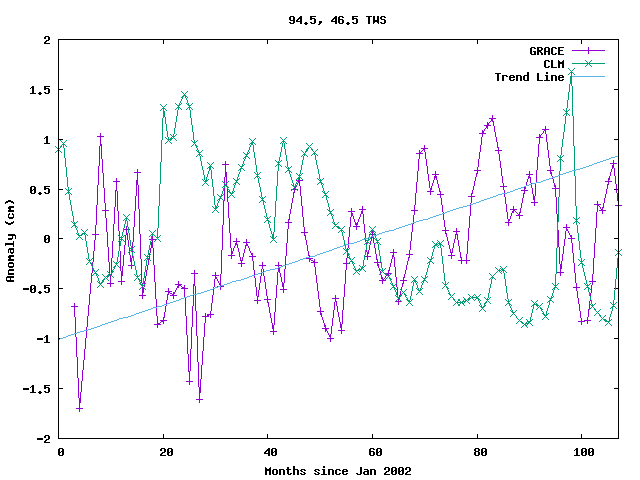 94.5, 46.5 TWS
GRACE
CLM
Trend Line
2
1.5
1
0.5
0
-0.5
-1
-1.5
-2
Anomaly (cm)
0 20 40 60 80 100
Months since Jan 2002